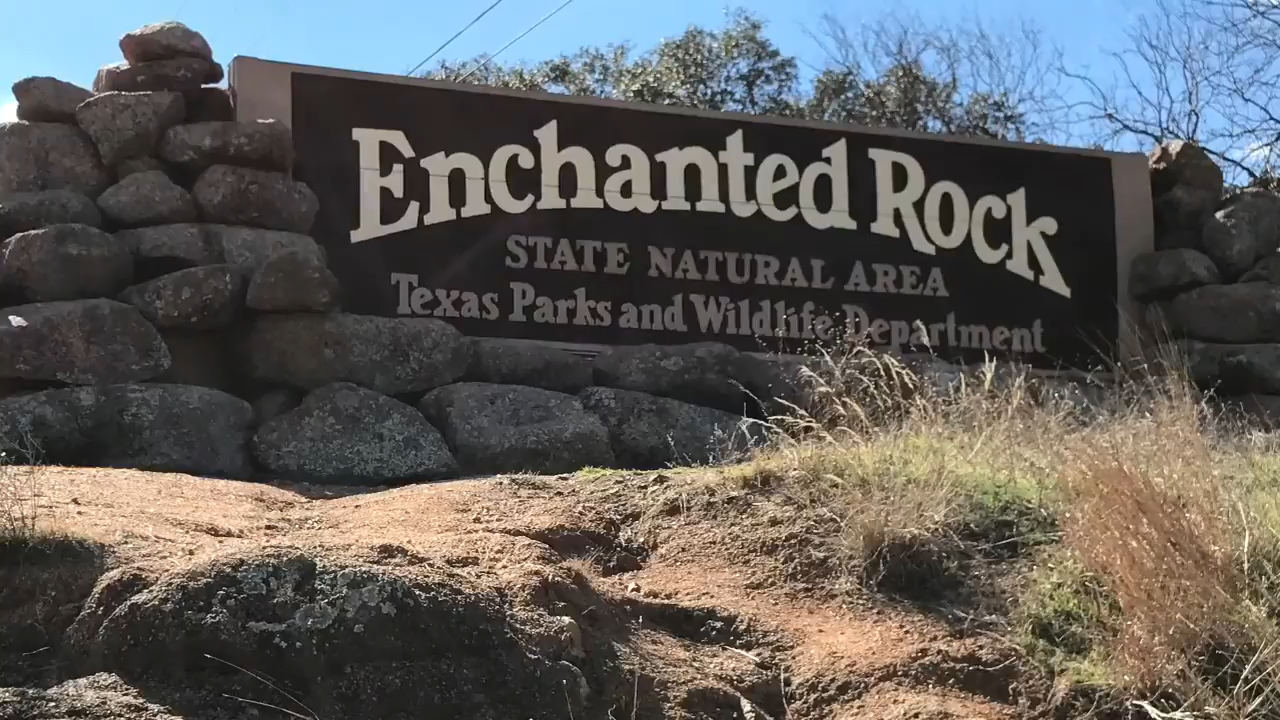 Enchanted Rock
STATE NATURAL AREA
Texas Parks and Wildlife Department